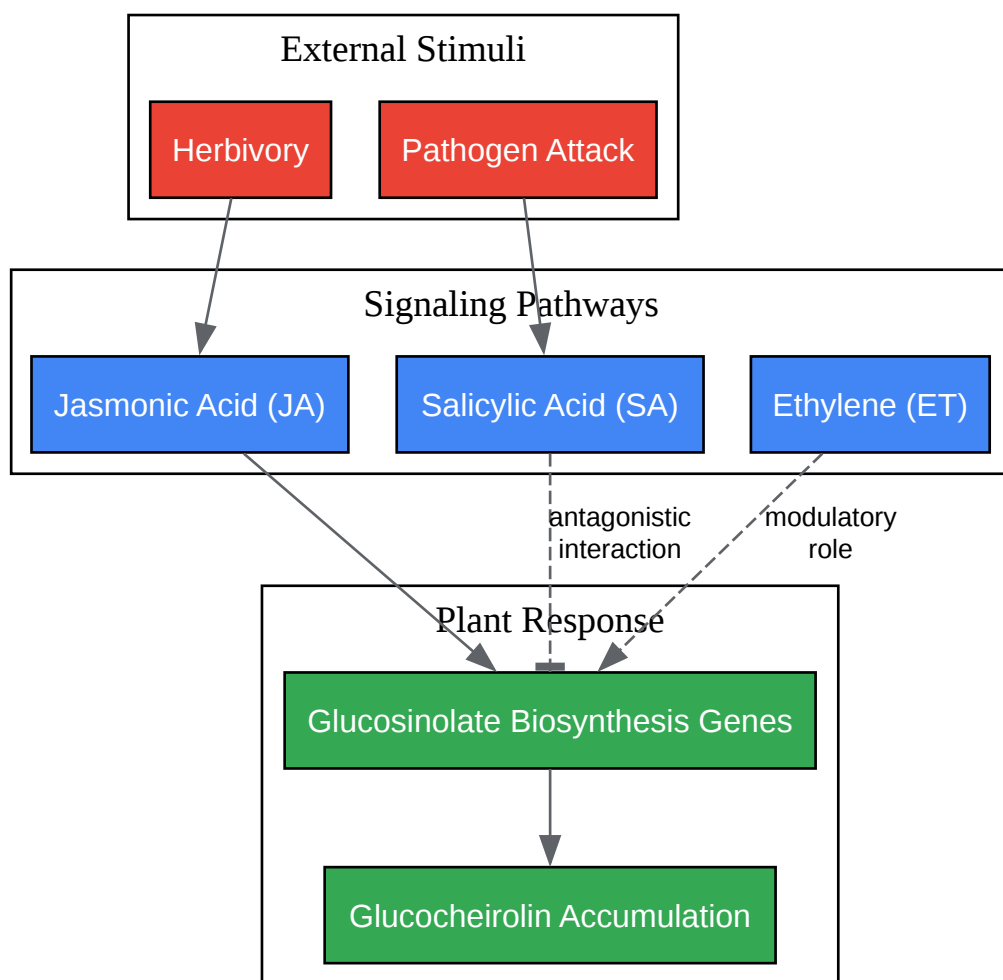 External Stimuli
Herbivory
Pathogen Attack
Signaling Pathways
Jasmonic Acid (JA)
Salicylic Acid (SA)
Ethylene (ET)
antagonistic
interaction
modulatory
role
Plant Response
Glucosinolate Biosynthesis Genes
Glucocheirolin Accumulation